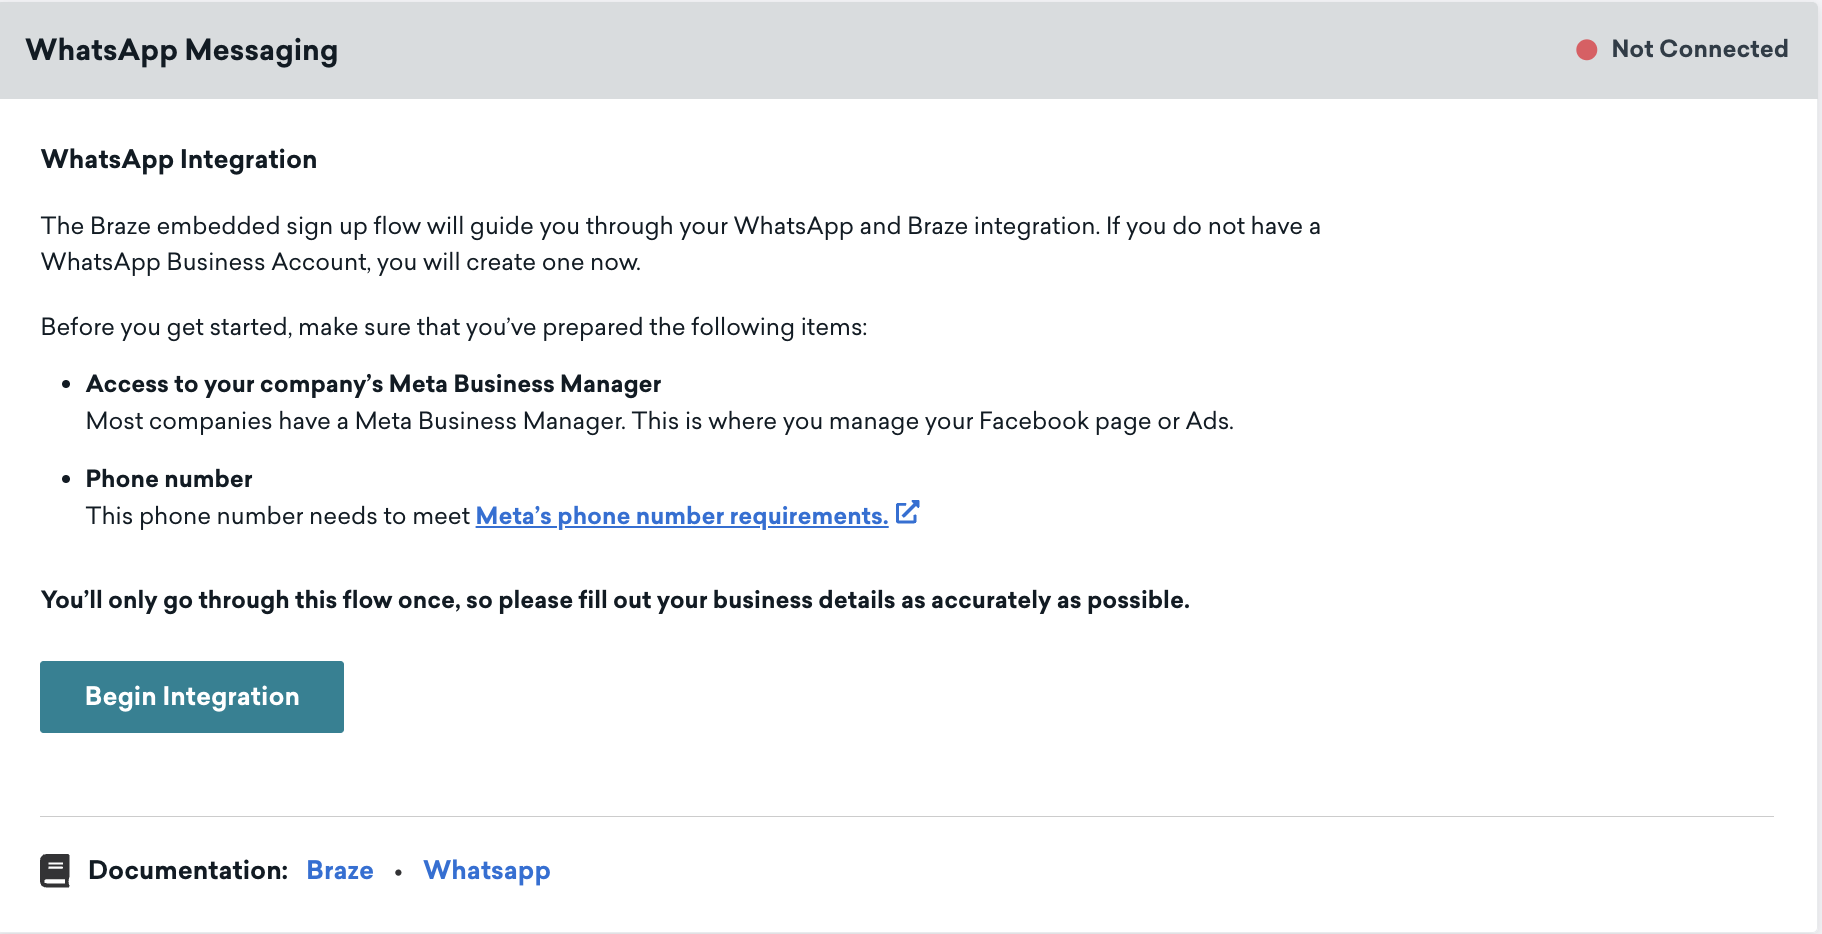 WhatsApp Messaging
Not Connected
WhatsApp Integration
The Braze embedded sign up flow will guide you through your WhatsApp and Braze integration. If you do not have a
WhatsApp Business Account, you will create one now.
Before you get started, make sure that you’ve prepared the following items:
• Access to your company’s Meta Business Manager
Most companies have a Meta Business Manager. This is where you manage your Facebook page or Ads.
• Phone number
This phone number needs to meet Meta’s phone number requirements.
You’ll only go through this flow once, so please fill out your business details as accurately as possible.
Begin Integration
Documentation: Braze • Whatsapp